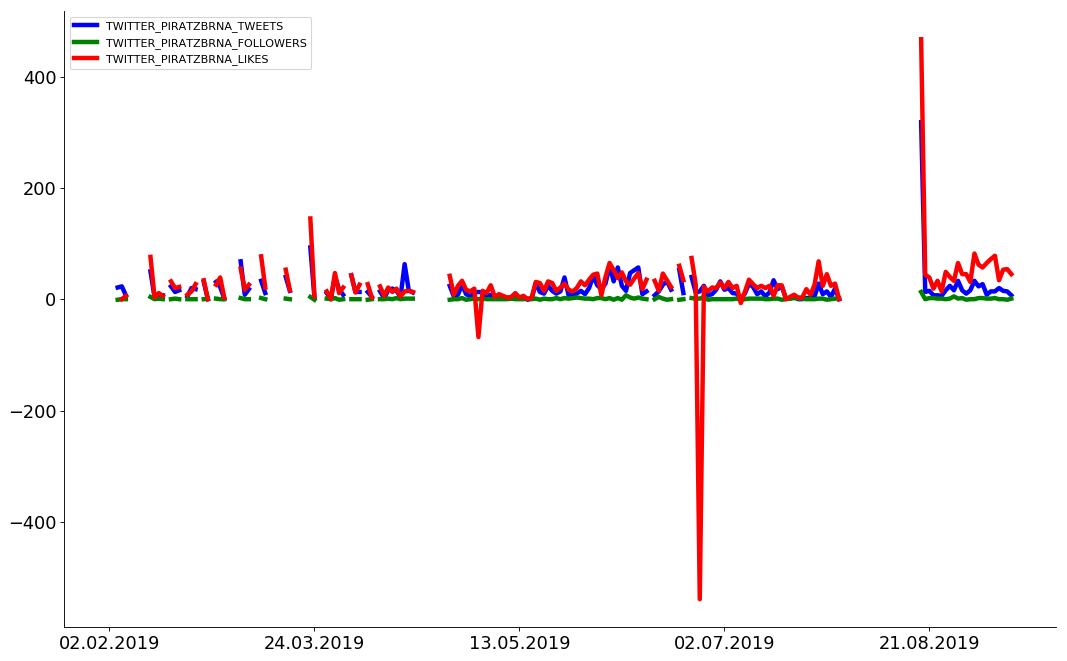 TWITTER_PIRATZBRNA_TWEETS
TWITTER_PIRATZBRNA_FOLLOWERS
TWITTER_PIRATZBRNA_LIKES
400
200
0
−200
−400
02.02.2019 24.03.2019 13.05.2019 02.07.2019 21.08.2019